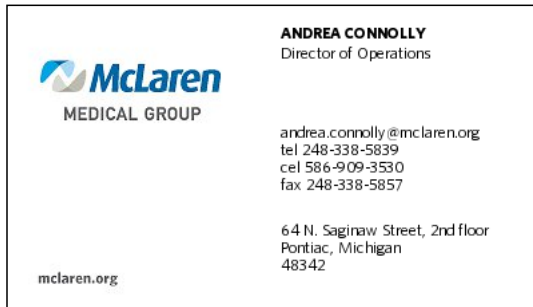 McLaren
MEDICAL GROUP
mclaren.org
ANDREA CONNOLLY
Director of Operations
andrea.connolly@mclaren.org
tel 248-338-5839
cel 586-909-3530
fax 248-338-5857
64 N. Saginaw Street, 2nd floor
Pontiac, Michigan
48342